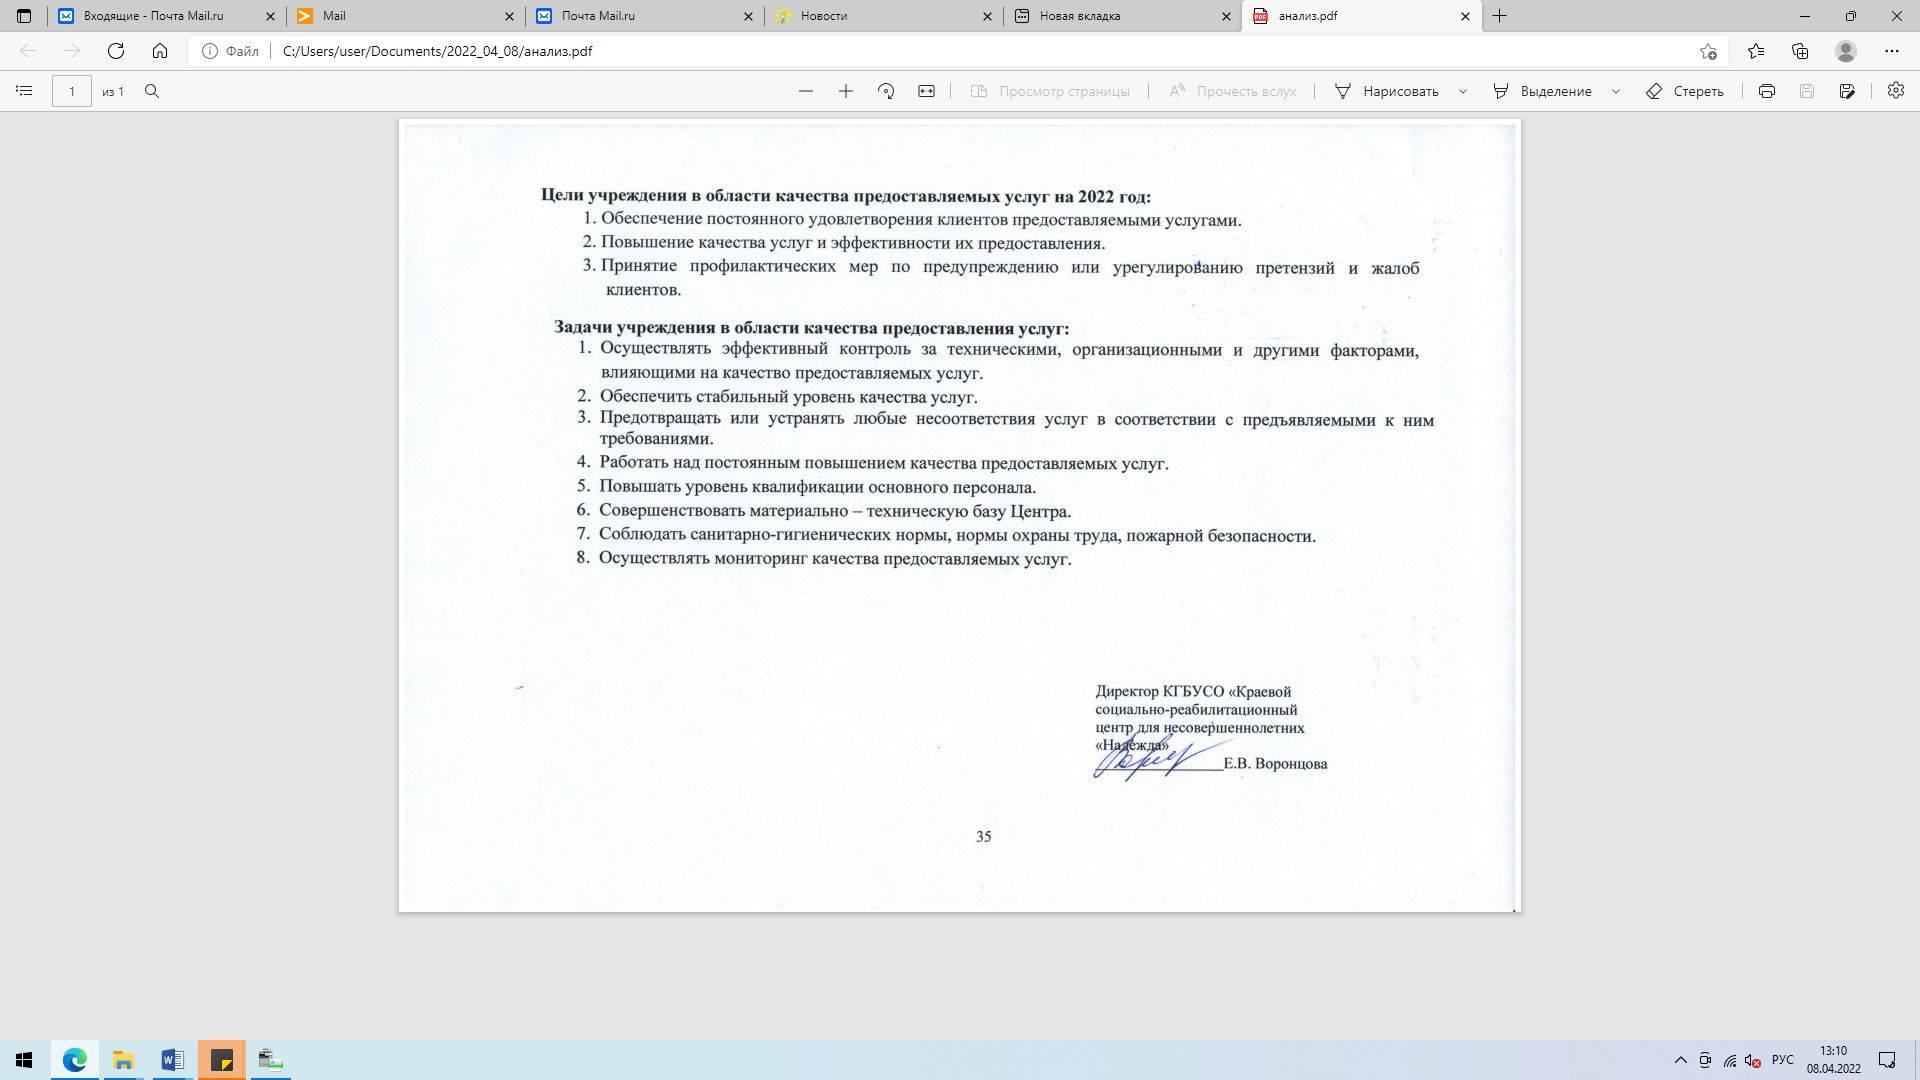 Входящие - Почта Mail.ru
Mail
Почта Mail.ru
Новости
Новая вкладка
анализ.pdf
Файл
C:/Users/user/Documents/2022_04_08/анализ.pdf
1
из 1
Просмотр страницы
Прочесть вслух
Нарисовать
Выделение
Стереть
Цели учреждения в области качества предоставляемых услуг на 2022 год:
1. Обеспечение постоянного удовлетворения клиентов предоставляемыми услугами.
2. Повышение качества услуг и эффективности их предоставления.
3. Принятие профилактических мер по предупреждению или урегулированию претензий и жалоб
клиентов.
Задачи учреждения в области качества предоставления услуг:
1. Осуществлять эффективный контроль за техническими, организационными и другими факторами,
влияющими на качество предоставляемых услуг.
2. Обеспечить стабильный уровень качества услуг.
3. Предотвращать или устранять любые несоответствия услуг в соответствии с предъявляемыми к ним
требованиями.
4. Работать над постоянным повышением качества предоставляемых услуг.
5. Повышать уровень квалификации основного персонала.
6. Совершенствовать материально – техническую базу Центра.
7. Соблюдать санитарно-гигиенических нормы, нормы охраны труда, пожарной безопасности.
8. Осуществлять мониторинг качества предоставляемых услуг.
Директор КГБУСО «Краевой
социально-реабилитационный
центр для несовершеннолетних
«Надежда»
Е.В. Воронцова
35
РУС
13:10
08.04.2022